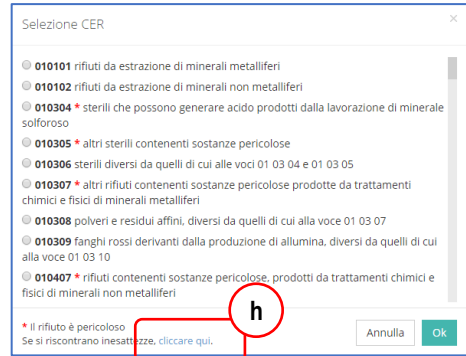 Selezione CER
×
010101 rifiuti da estrazione di minerali metalliferi
010102 rifiuti da estrazione di minerali non metalliferi
010304 * sterili che possono generare acido prodotti dalla lavorazione di minerale
solforoso
010305 * altri sterili contenenti sostanze pericolose
010306 sterili diversi da quelli di cui alle voci 01 03 04 e 01 03 05
010307 * altri rifiuti contenenti sostanze pericolose prodotte da trattamenti
chimici e fisici di minerali metalliferi
010308 polveri e residui affini, diversi da quelli di cui alla voce 01 03 07
010309 fanghi rossi derivanti dalla produzione di allumina, diversi da quelli di cui
alla voce 01 03 10
010407 * rifiuti contenenti sostanze pericolose, prodotti da trattamenti chimici e
fisici di minerali non metalliferi
h
* Il rifiuto è pericoloso
Se si riscontrano inesattezze, cliccare qui.
Annulla
Ok